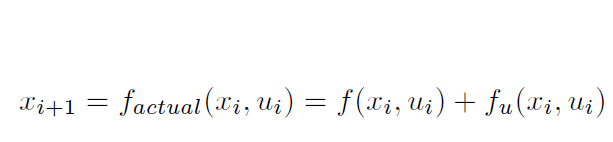 x_{i+1} = f_{actual}(x_i, u_i) = f(x_i, u_i) + f_u(x_i, u_i)